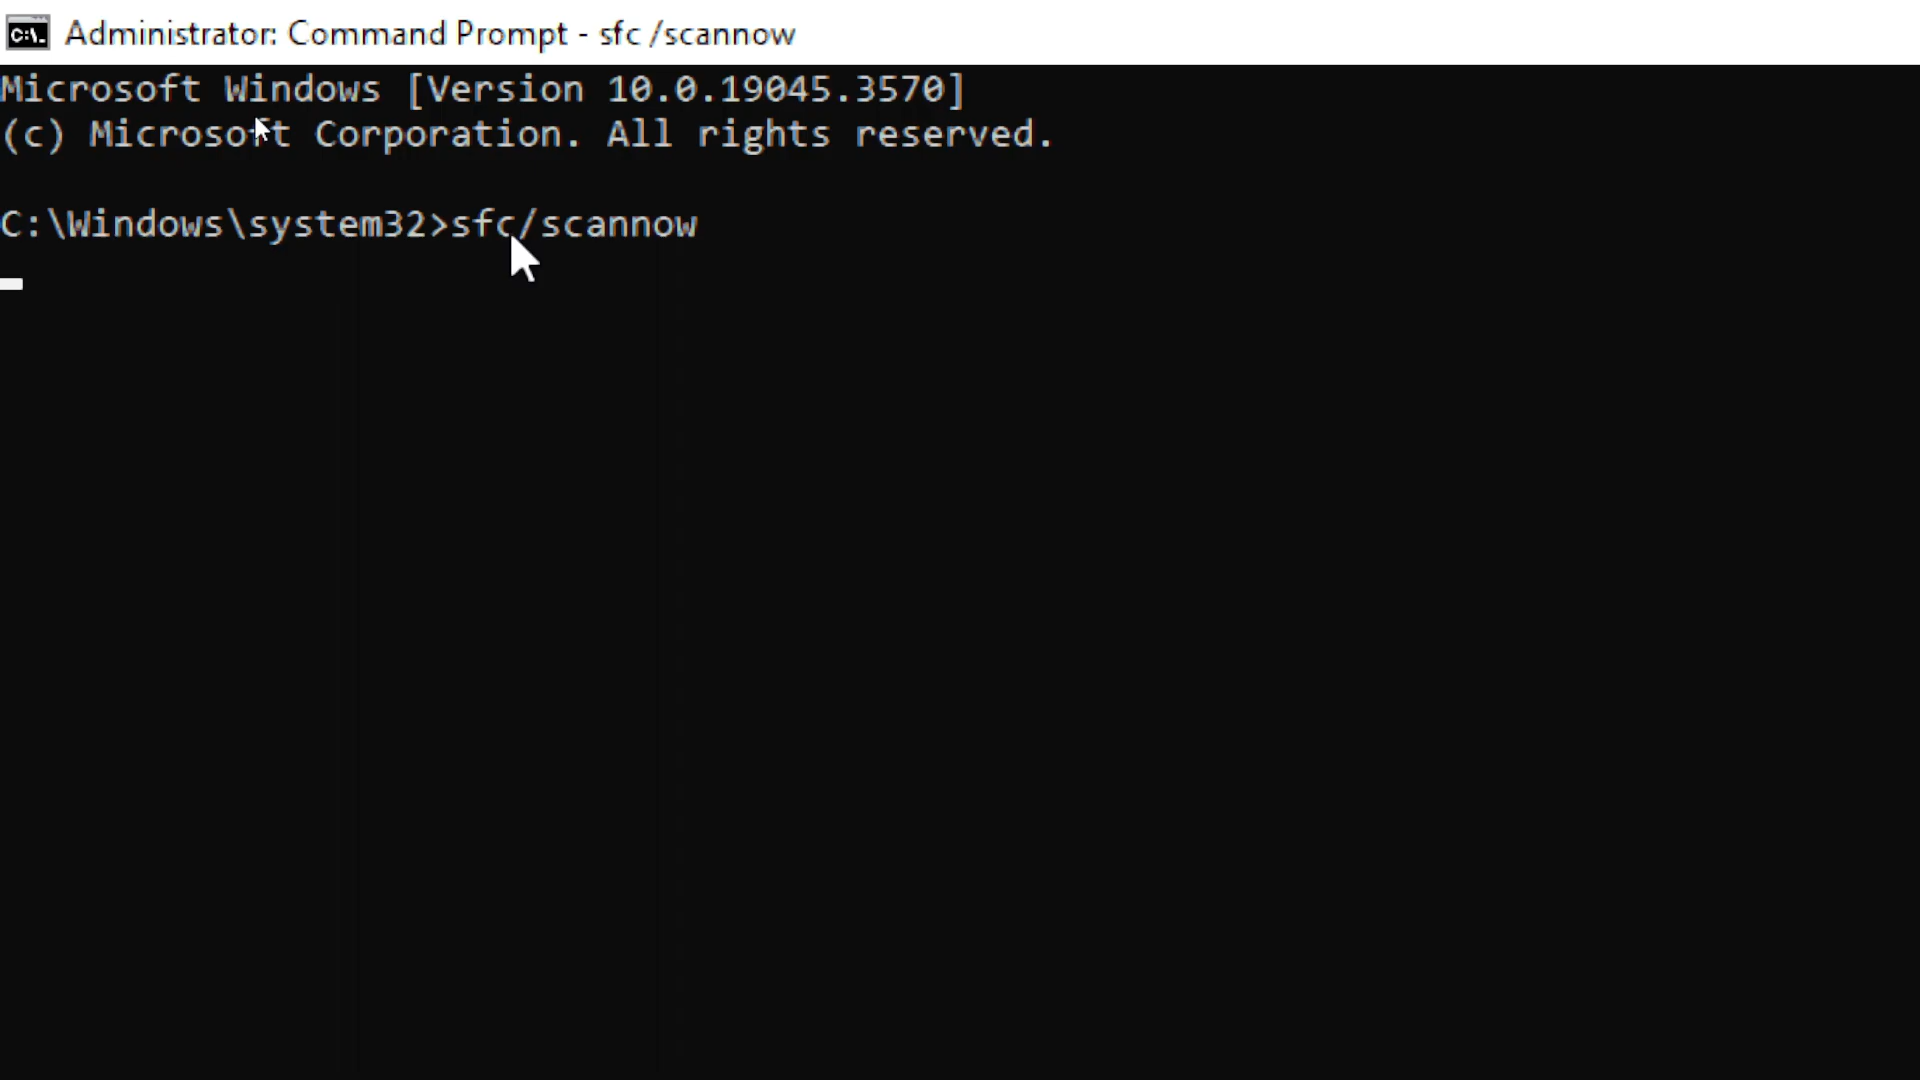 C:\. Administrator: Command Prompt - sfc /scannow
Microsoft Windows [Version 10.0.19045.3570]
(c) Microsoft Corporation. All rights reserved.
C:\Windows\system32>sfc/scannow